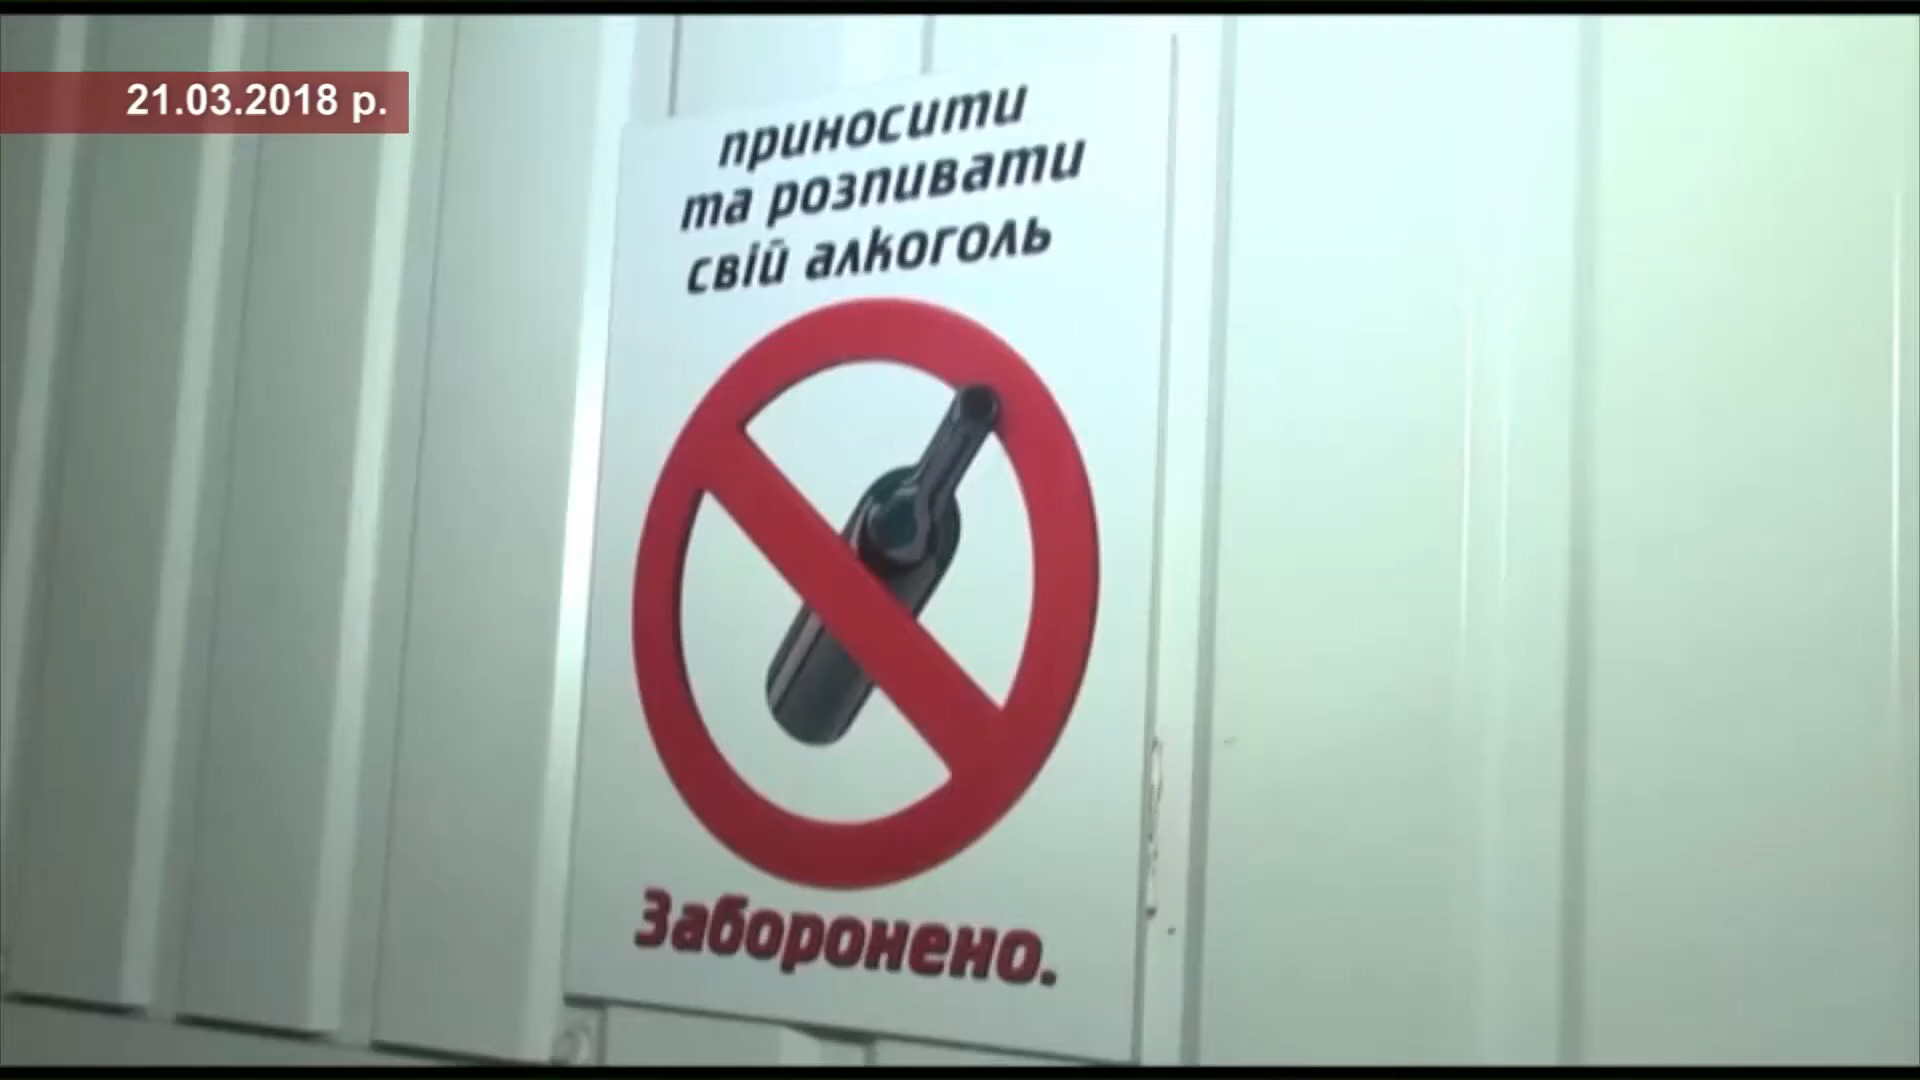 21.03.2018 р.
приносити
та розпивати
свій алкоголь
Заборонено.